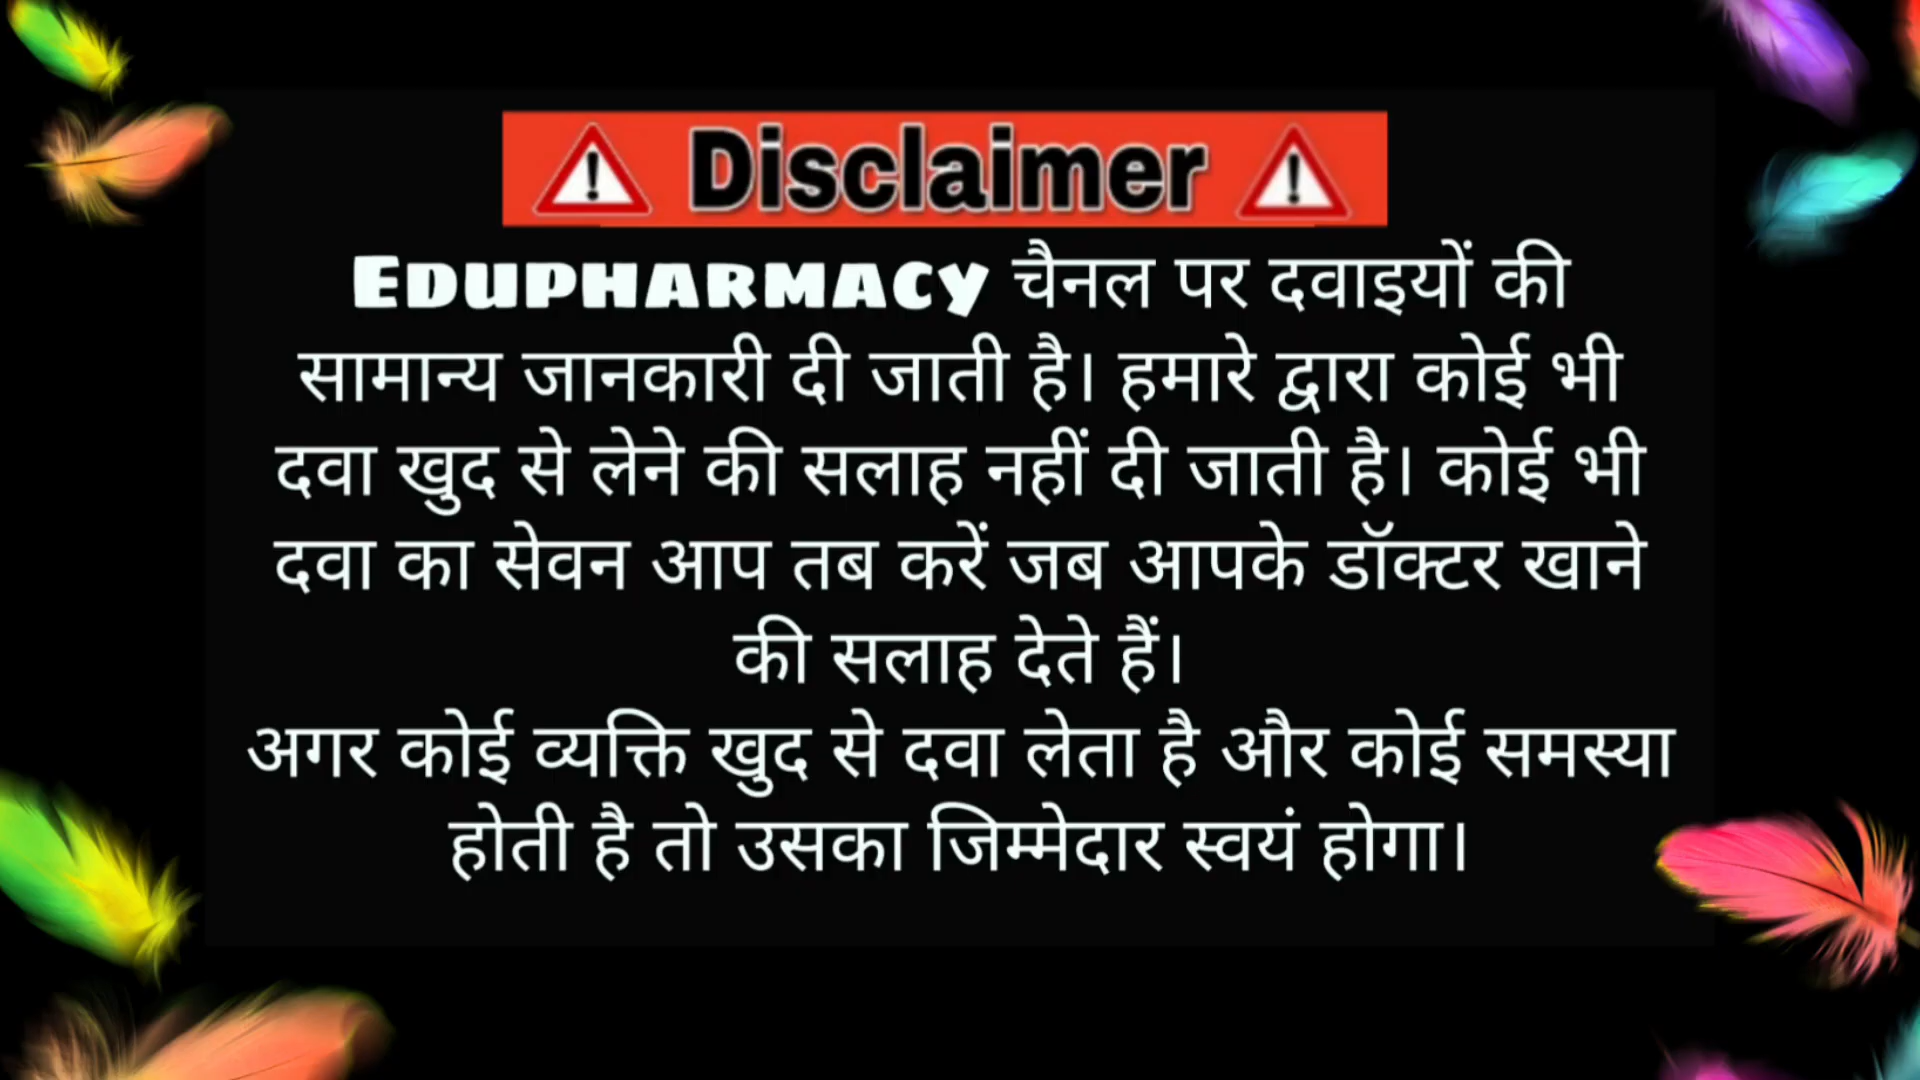 Disclaimer
Edupharmacy चैनल पर दवाइयों की
सामान्य जानकारी दी जाती है। हमारे द्वारा कोई भी
दवा खुद से लेने की सलाह नहीं दी जाती है। कोई भी
दवा का सेवन आप तब करें जब आपके डॉक्टर खाने
की सलाह देते हैं।
अगर कोई व्यक्ति खुद से दवा लेता है और कोई समस्या
होती है तो उसका जिम्मेदार स्वयं होगा।